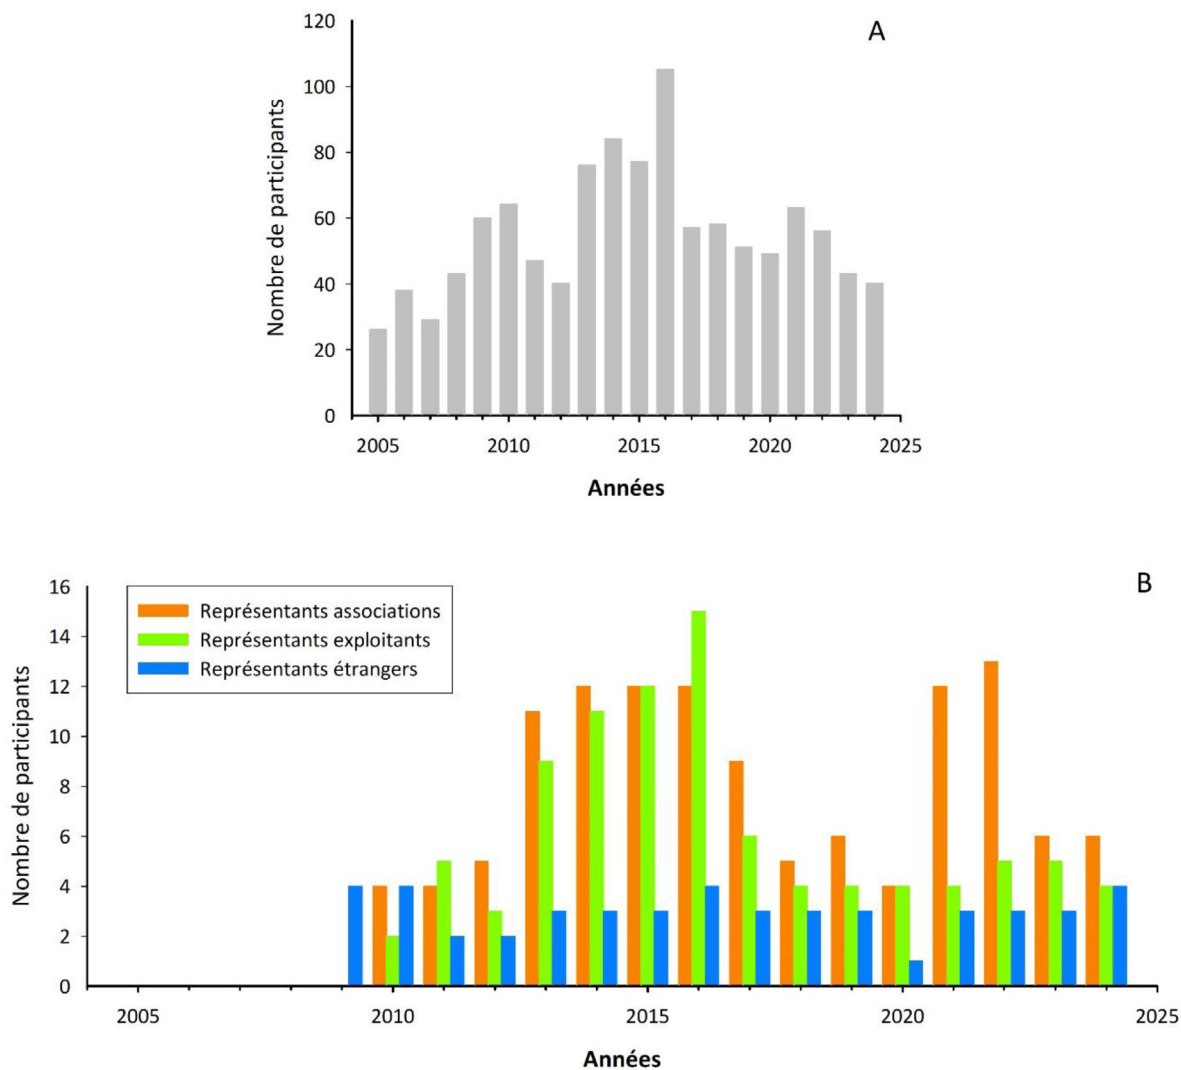 A
Nombre de participants
120
100
80
60
40
20
0
2005 2010 2015 2020 2025
Années
B
Nombre de participants
16
14
12
10
8
6
4
2
0
Représentants associations
Représentants exploitants
Représentants étrangers
2005 2010 2015 2020 2025
Années